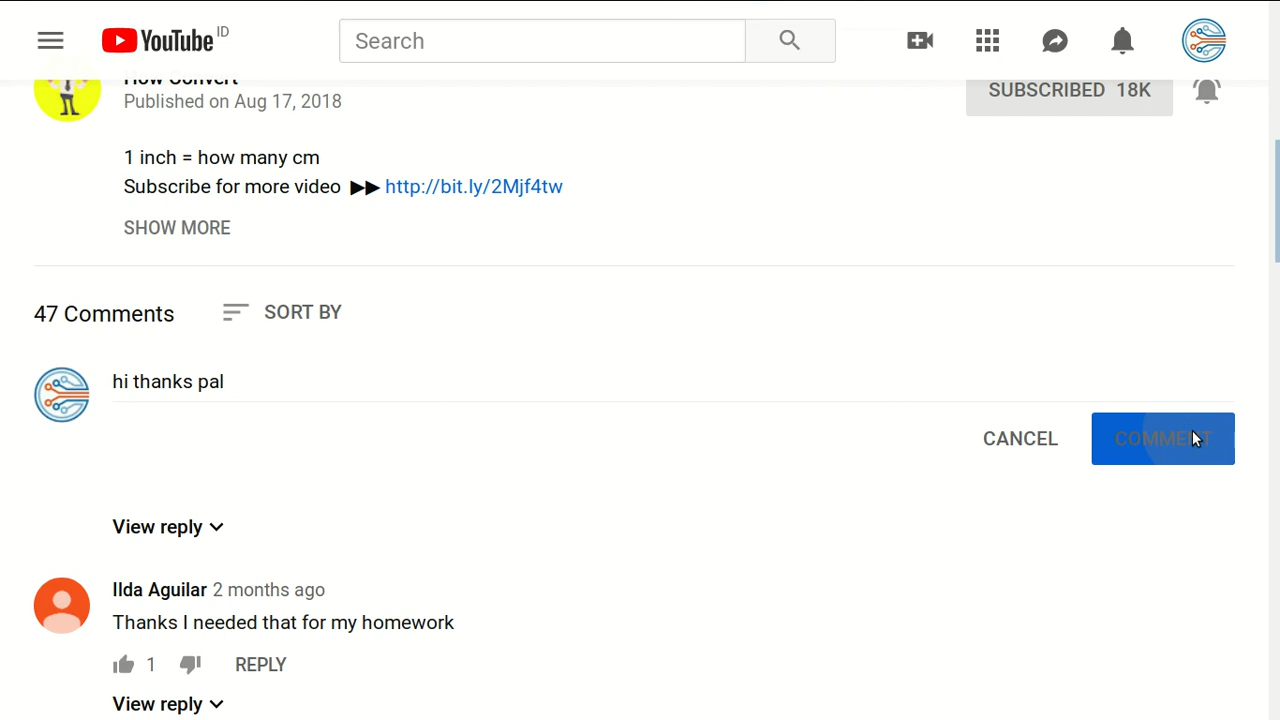 YouTube ID
Search
How Convert
Published on Aug 17, 2018
SUBSCRIBED 18K
1 inch = how many cm
Subscribe for more video ▶▶ http://bit.ly/2Mjf4tw
SHOW MORE
47 Comments
SORT BY
hi thanks pal
CANCEL
COMMENT
View reply
Ilda Aguilar 2 months ago
Thanks I needed that for my homework
1
REPLY
View reply